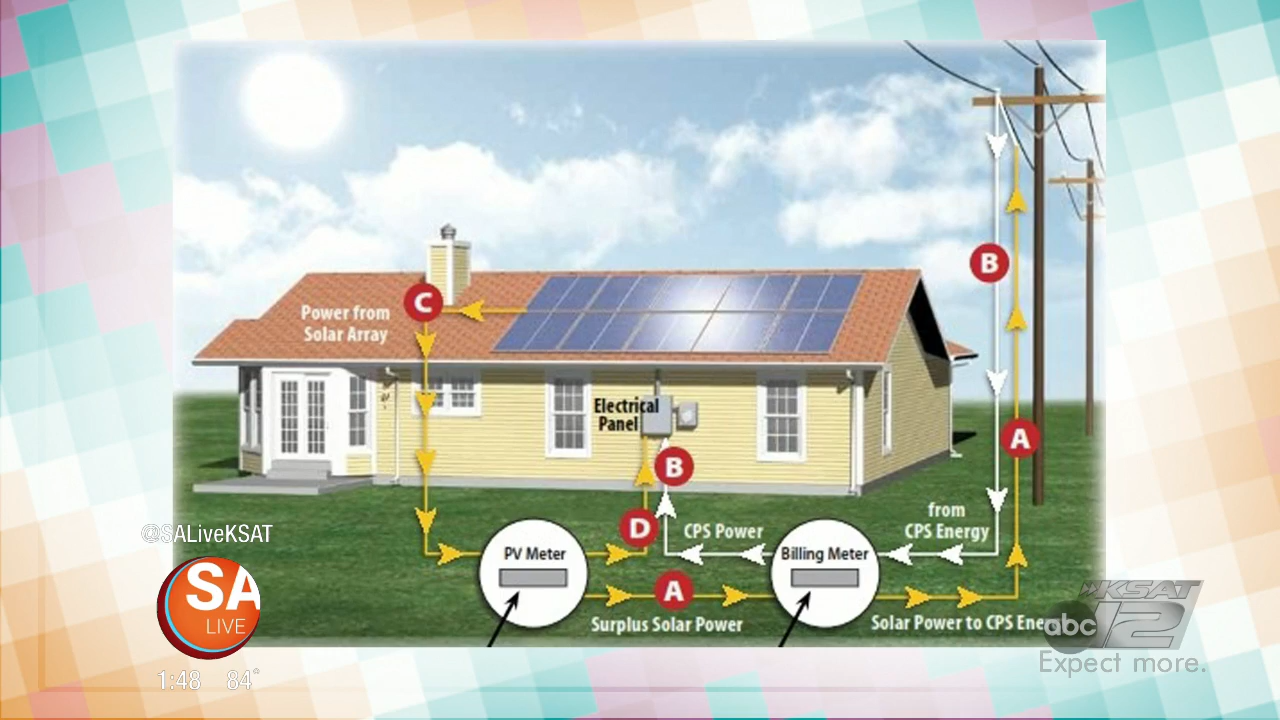 C
Power from
Solar Array
B
Electrical
Panel
A
B
D
CPS Power
from
CPS Energy
PV Meter
Billing Meter
A
Surplus Solar Power
Solar Power to CPS Ene
@SALiveKSAT
SA
LIVE
1:48 84°
KSAT
abc 12
Expect more.